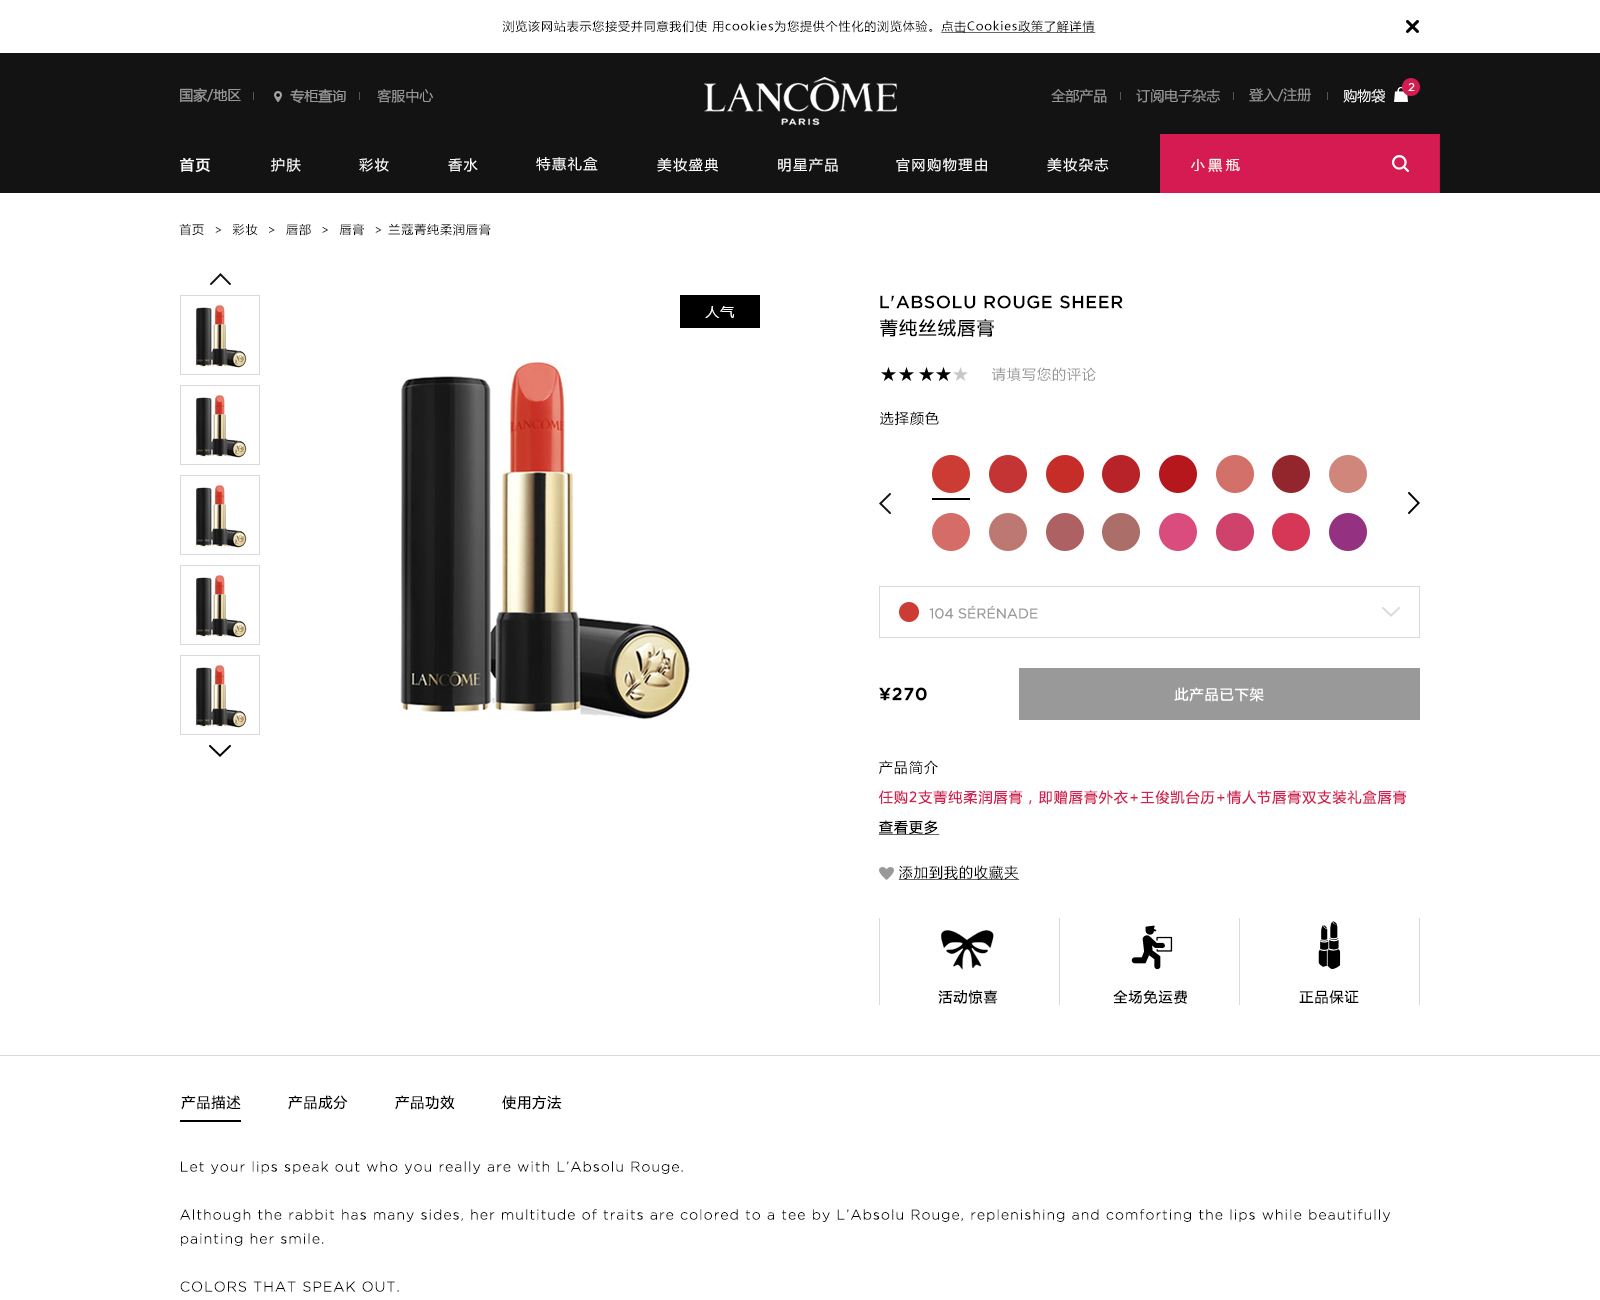 浏览该网站表示您接受并同意我们使 用cookies为您提供个性化的浏览体验。点击Cookies政策了解详情
国家/地区 专柜查询 客服中心
LANCÔME
PARIS
全部产品 订阅电子杂志 登入/注册 购物袋 2
首页 护肤 彩妆 香水 特惠礼盒 美妆盛典 明星产品 官网购物理由 美妆杂志 小黑瓶
首页 > 彩妆 > 唇部 > 唇膏 > 兰蔻菁纯柔润唇膏
人气
LANCOME
LANCÔME
L'ABSOLU ROUGE SHEER
菁纯丝绒唇膏
请填写您的评论
选择颜色
104 SÉRÉNADE
¥270
此产品已下架
产品简介
任购2支菁纯柔润唇膏，即赠唇膏外衣+王俊凯台历+情人节唇膏双支装礼盒唇膏
查看更多
添加到我的收藏夹
活动惊喜 全场免运费 正品保证
产品描述 产品成分 产品功效 使用方法
Let your lips speak out who you really are with L'Absolu Rouge.
Although the rabbit has many sides, her multitude of traits are colored to a tee by L'Absolu Rouge, replenishing and comforting the lips while beautifully
painting her smile.
COLORS THAT SPEAK OUT.